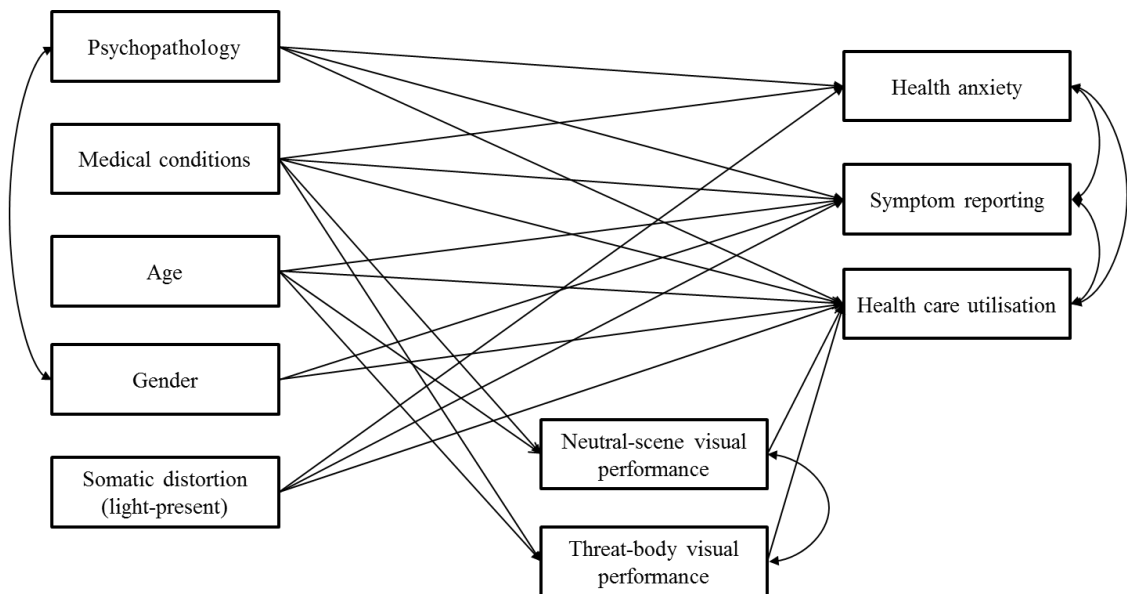 Psychopathology
Medical conditions
Age
Gender
Somatic distortion
(light-present)
Health anxiety
Symptom reporting
Health care utilisation
Neutral-scene visual
performance
Threat-body visual
performance